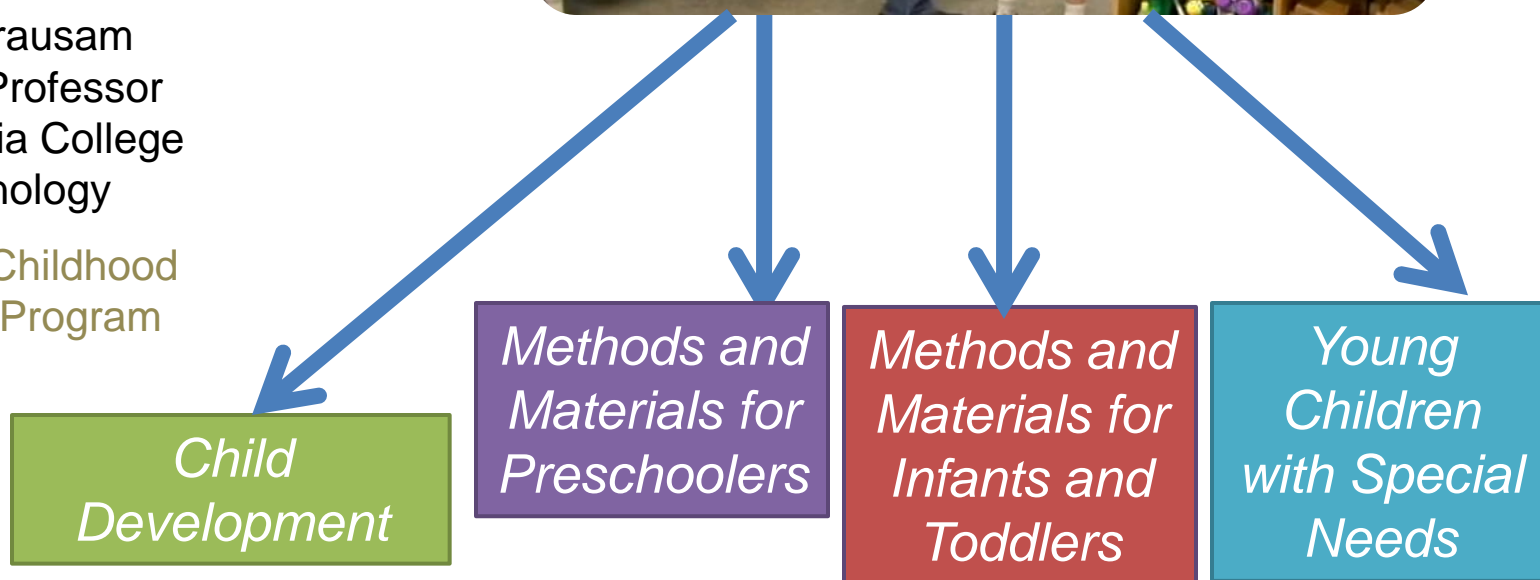 rausam
Professor
ia College
nology
Childhood
Program
Child
Development
Methods and
Materials for
Preschoolers
Methods and
Materials for
Infants and
Toddlers
Young
Children
with Special
Needs